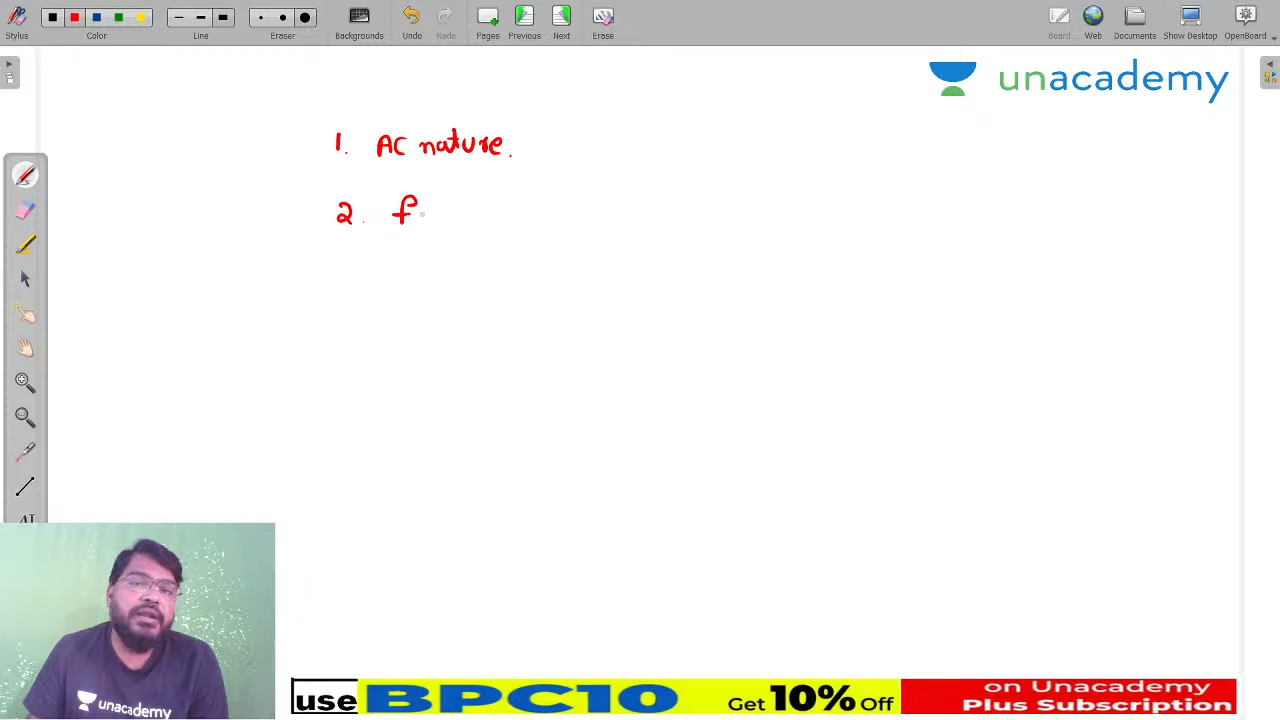 Stylus Color Line Eraser Backgrounds Undo Redo Pages Previous Next Erase Board Web Documents Show Desktop OpenBoard
unacademy
1. AC nature.
2. f
unacademy
use BPC10 Get 10% Off on Unacademy
Plus Subscription